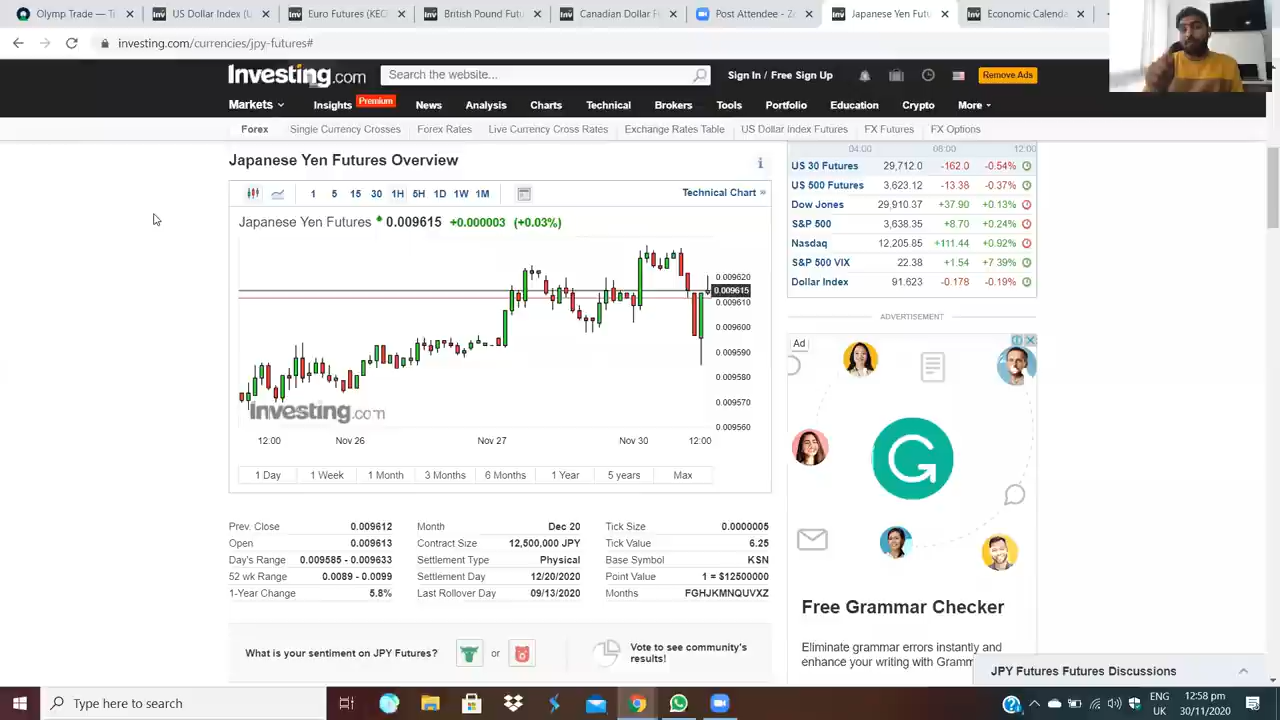 Olymp Trade — Ti
US Dollar Index (U
Euro Futures (KEC
British Pound Fut
Canadian Dollar F
Post Attendee - Z
Japanese Yen Futu
Economic Calenda
investing.com/currencies/jpy-futures#
Investing.com
Search the website...
Sign In / Free Sign Up
Remove Ads
Markets
Insights
Premium
News
Analysis
Charts
Technical
Brokers
Tools
Portfolio
Education
Crypto
More
Forex
Single Currency Crosses
Forex Rates
Live Currency Cross Rates
Exchange Rates Table
US Dollar Index Futures
FX Futures
FX Options
Japanese Yen Futures Overview
1 5 15 30 1H 5H 1D 1W 1M
Technical Chart »
Japanese Yen Futures 0.009615 +0.000003 (+0.03%)
0.009620
0.009615
0.009610
0.009600
0.009590
0.009580
0.009570
0.009560
Investing.com
12:00 Nov 26 Nov 27 Nov 30 12:00
1 Day 1 Week 1 Month 3 Months 6 Months 1 Year 5 years Max
04:00 08:00 12:00
US 30 Futures 29,712.0 -162.0 -0.54%
US 500 Futures 3,623.12 -13.38 -0.37%
Dow Jones 29,910.37 +37.90 +0.13%
S&P 500 3,638.35 +8.70 +0.24%
Nasdaq 12,205.85 +111.44 +0.92%
S&P 500 VIX 22.38 +1.54 +7.39%
Dollar Index 91.623 -0.178 -0.19%
ADVERTISEMENT
Ad
Free Grammar Checker
Eliminate grammar errors instantly and
enhance your writing with Gramm
Prev. Close 0.009612 Month Dec 20 Tick Size 0.0000005
Open 0.009613 Contract Size 12,500,000 JPY Tick Value 6.25
Day's Range 0.009585 - 0.009633 Settlement Type Physical Base Symbol KSN
52 wk Range 0.0089 - 0.0099 Settlement Day 12/20/2020 Point Value 1 = $12500000
1-Year Change 5.8% Last Rollover Day 09/13/2020 Months FGHJKMNQUVXZ
What is your sentiment on JPY Futures?
or
Vote to see community's
results!
JPY Futures Futures Discussions
Type here to search
ENG
UK
12:58 pm
30/11/2020